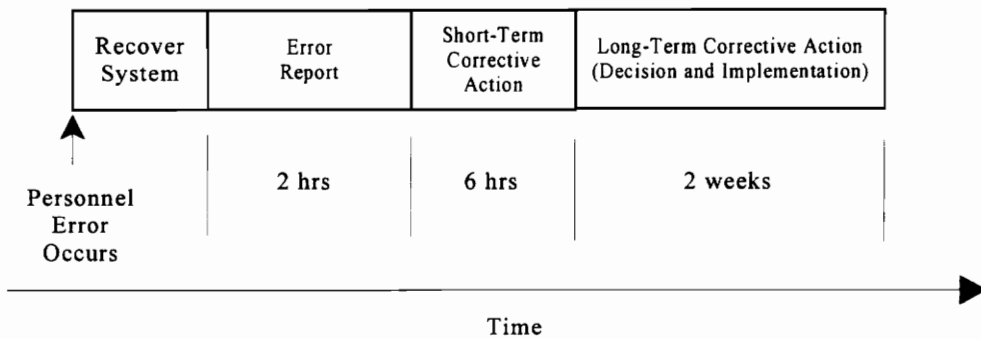 Recover
System
Error
Report
Short-Term
Corrective
Action
Long-Term Corrective Action
(Decision and Implementation)
2 hrs
6 hrs
2 weeks
Personnel
Error
Occurs
Time